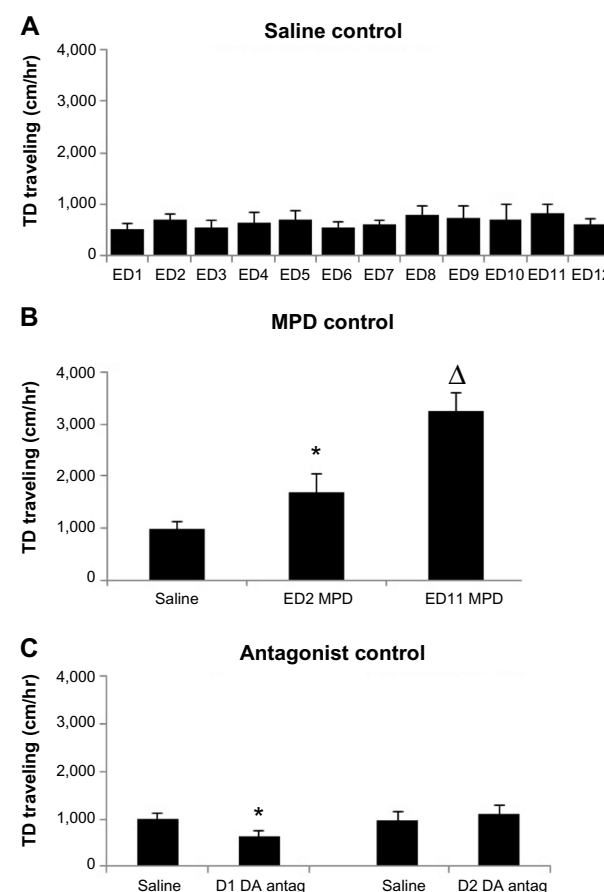 A
Saline control
TD traveling (cm/hr)
4,000
3,000
2,000
1,000
0
ED1 ED2 ED3 ED4 ED5 ED6 ED7 ED8 ED9 ED10 ED11 ED12
B
MPD control
TD traveling (cm/hr)
4,000
3,000
2,000
1,000
0
* Δ
Saline ED2 MPD ED11 MPD
C
Antagonist control
TD traveling (cm/hr)
4,000
3,000
2,000
1,000
0
*
Saline D1 DA antag Saline D2 DA antag